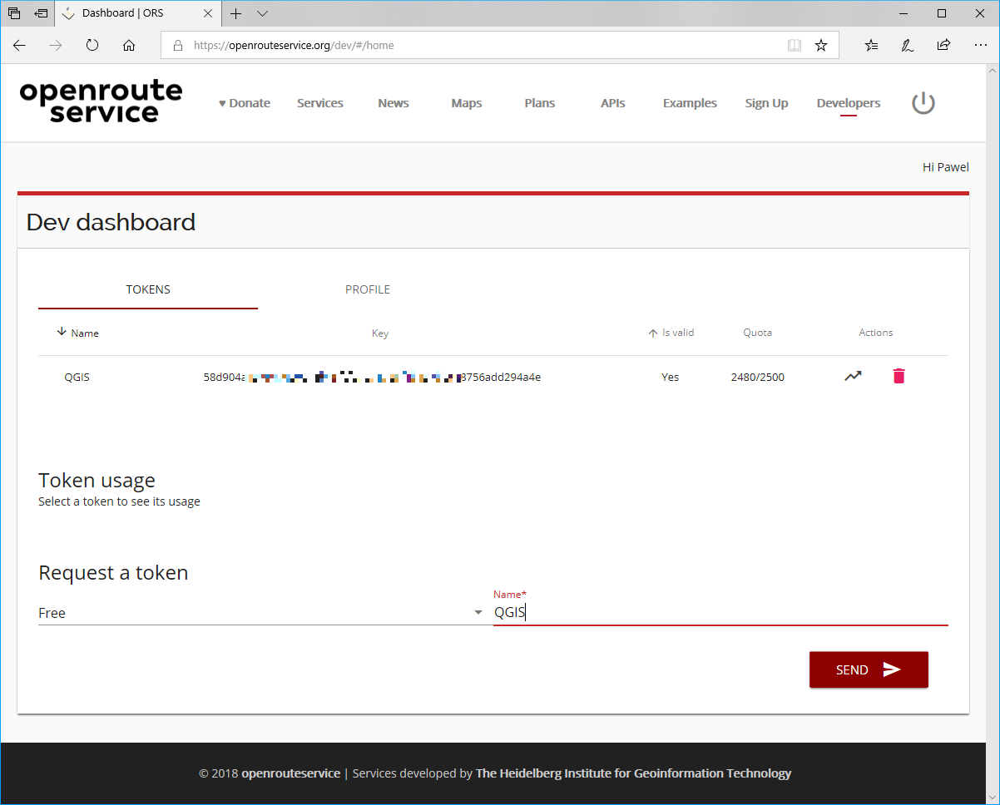 Dashboard | ORS
https://openrouteservice.org/dev/#/home
openroute
service
♥ Donate Services News Maps Plans APIs Examples Sign Up Developers
Hi Pawel
Dev dashboard
TOKENS PROFILE
Name Key Is valid Quota Actions
QGIS 58d904a 8756add294a4e Yes 2480/2500
Token usage
Select a token to see its usage
Request a token
Name*
Free QGIS
SEND
© 2018 openrouteservice | Services developed by The Heidelberg Institute for Geoinformation Technology